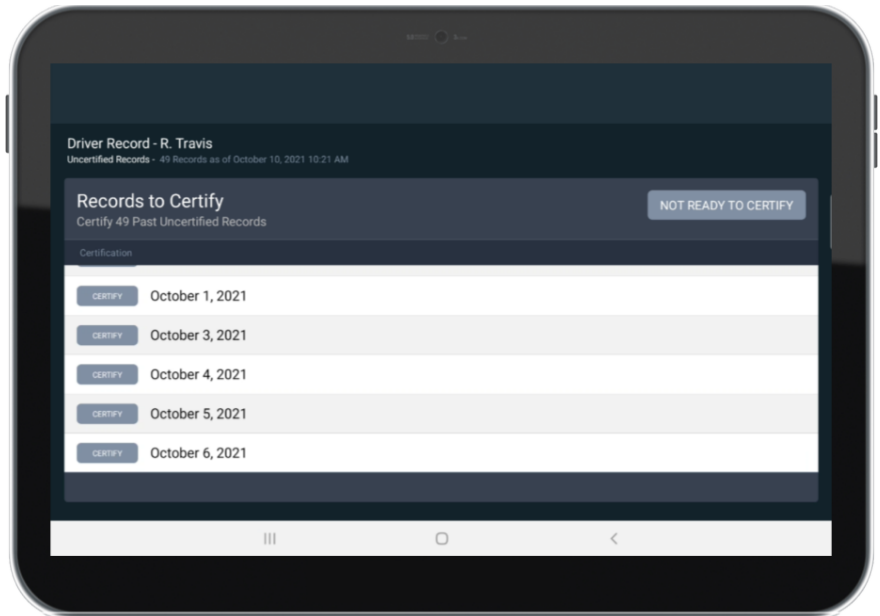 Driver Record - R. Travis
Uncertified Records - 49 Records as of October 10, 2021 10:21 AM
Records to Certify
NOT READY TO CERTIFY
Certify 49 Past Uncertified Records
Certification
CERTIFY October 1, 2021
CERTIFY October 3, 2021
CERTIFY October 4, 2021
CERTIFY October 5, 2021
CERTIFY October 6, 2021